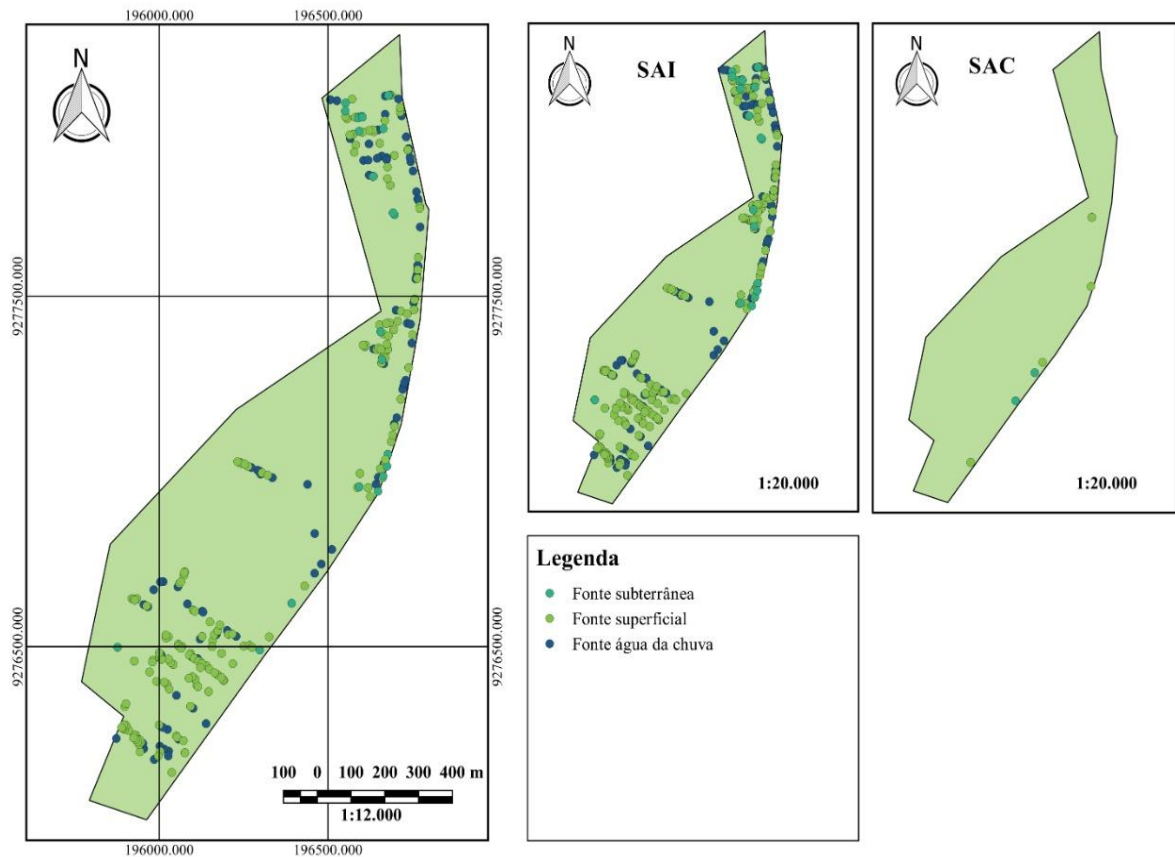 196000.000
196500.000
N
9277500.000
9277500.000
9276500.000
9276500.000
100 0 100 200 300 400 m
1:12.000
196000.000
196500.000
N
SAI
1:20.000
N
SAC
1:20.000
Legenda
Fonte subterrânea
Fonte superficial
Fonte água da chuva